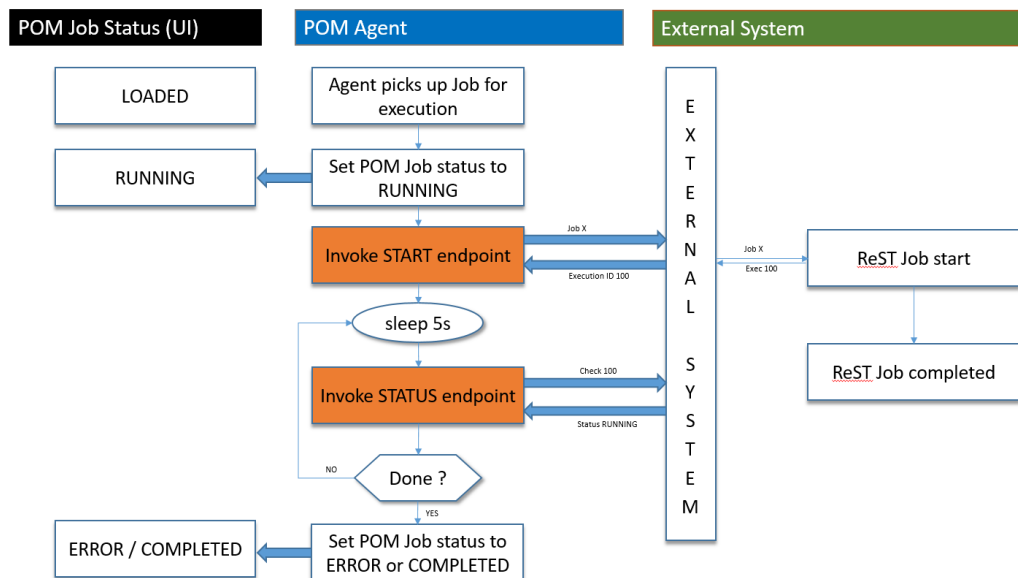 POM Job Status (UI)
POM Agent
External System
LOADED
Agent picks up Job for
execution
RUNNING
Set POM Job status to
RUNNING
Invoke START endpoint
Job X
Execution ID 100
sleep 5s
Invoke STATUS endpoint
Check 100
Status RUNNING
Done ?
NO
YES
ERROR / COMPLETED
Set POM Job status to
ERROR or COMPLETED
E
X
T
E
R
N
A
L
S
Y
S
T
E
M
Job X
Exec 100
ReST Job start
ReST Job completed